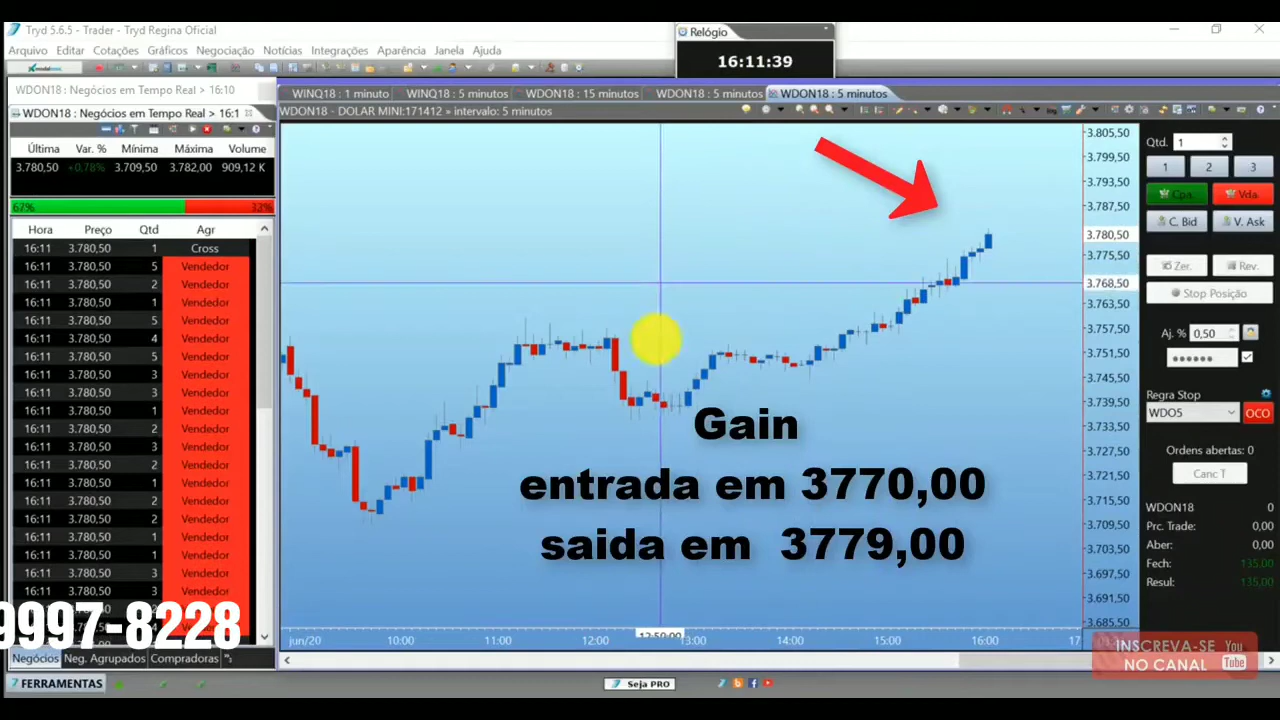 Tryd 5.6.5 - Trader - Tryd Regina Oficial
Relógio
Arquivo Editar Cotações Gráficos Negociação Notícias Integrações Aparência Janela Ajuda
16:11:39
WDON18 : Negócios em Tempo Real > 16:10
WINQ18 : 1 minuto WINQ18 : 5 minutos WDON18 : 15 minutos WDON18 : 5 minutos WDON18 : 5 minutos
WDON18 : Negócios em Tempo Real > 16:1
WDON18 - DOLAR MINI:171412 » intervalo: 5 minutos
Última Var. % Mínima Máxima Volume
3.780,50 +0,78% 3.709,50 3.782,00 909,12 K
67% 32%
Hora Preço Qtd Agr
16:11 3.780,50 1 Cross
16:11 3.780,50 5 Vendedor
16:11 3.780,50 2 Vendedor
16:11 3.780,50 1 Vendedor
16:11 3.780,50 5 Vendedor
16:11 3.780,50 4 Vendedor
16:11 3.780,50 5 Vendedor
16:11 3.780,50 3 Vendedor
16:11 3.780,50 3 Vendedor
16:11 3.780,50 1 Vendedor
16:11 3.780,50 2 Vendedor
16:11 3.780,50 3 Vendedor
16:11 3.780,50 2 Vendedor
16:11 3.780,50 1 Vendedor
16:11 3.780,50 2 Vendedor
16:11 3.780,50 2 Vendedor
16:11 3.780,50 1 Vendedor
16:11 3.780,50 1 Vendedor
16:11 3.780,50 3 Vendedor
16:11 3.780,50 3 Vendedor
9997-8228
Negócios Neg. Agrupados Compradoras
FERRAMENTAS
Gain
entrada em 3770,00
saida em 3779,00
3.805,50
3.799,50
3.793,50
3.787,50
3.780,50
3.775,50
3.768,50
3.763,50
3.757,50
3.751,50
3.745,50
3.739,50
3.733,50
3.727,50
3.721,50
3.715,50
3.709,50
3.703,50
3.697,50
3.691,50
3.685,50
jun/20 10:00 11:00 12:00 12:50:00 13:00 14:00 15:00 16:00 17
Seja PRO
Qtd. 1
1 2 3
Cpa. Vda.
C. Bid V. Ask
Zer. Rev.
Stop Posição
Aj. % 0,50
Regra Stop
WDO5 OCO
Ordens abertas: 0
Canc T
WDON18 0
Prc. Trade: 0,00
Aber: 0,00
Fech: 135,00
Resul: 135,00
INSCREVA-SE
NO CANAL
You
Tube